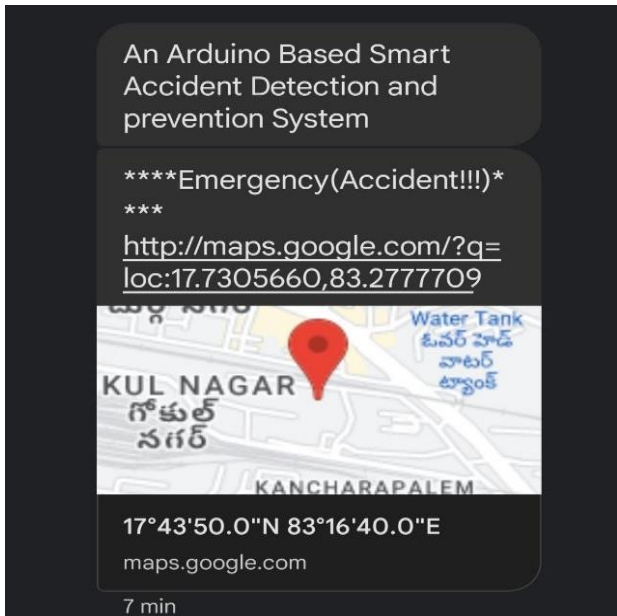 An Arduino Based Smart
Accident Detection and
prevention System
****Emergency(Accident!!!)*
***
http://maps.google.com/?q=
loc:17.7305660,83.2777709
నగర్
Water Tank
ఓవర్ హెడ్
వాటర్
ట్యాంక్
KUL NAGAR
గోకుల్
నగర్
KANCHARAPALEM
17°43'50.0"N 83°16'40.0"E
maps.google.com
7 min